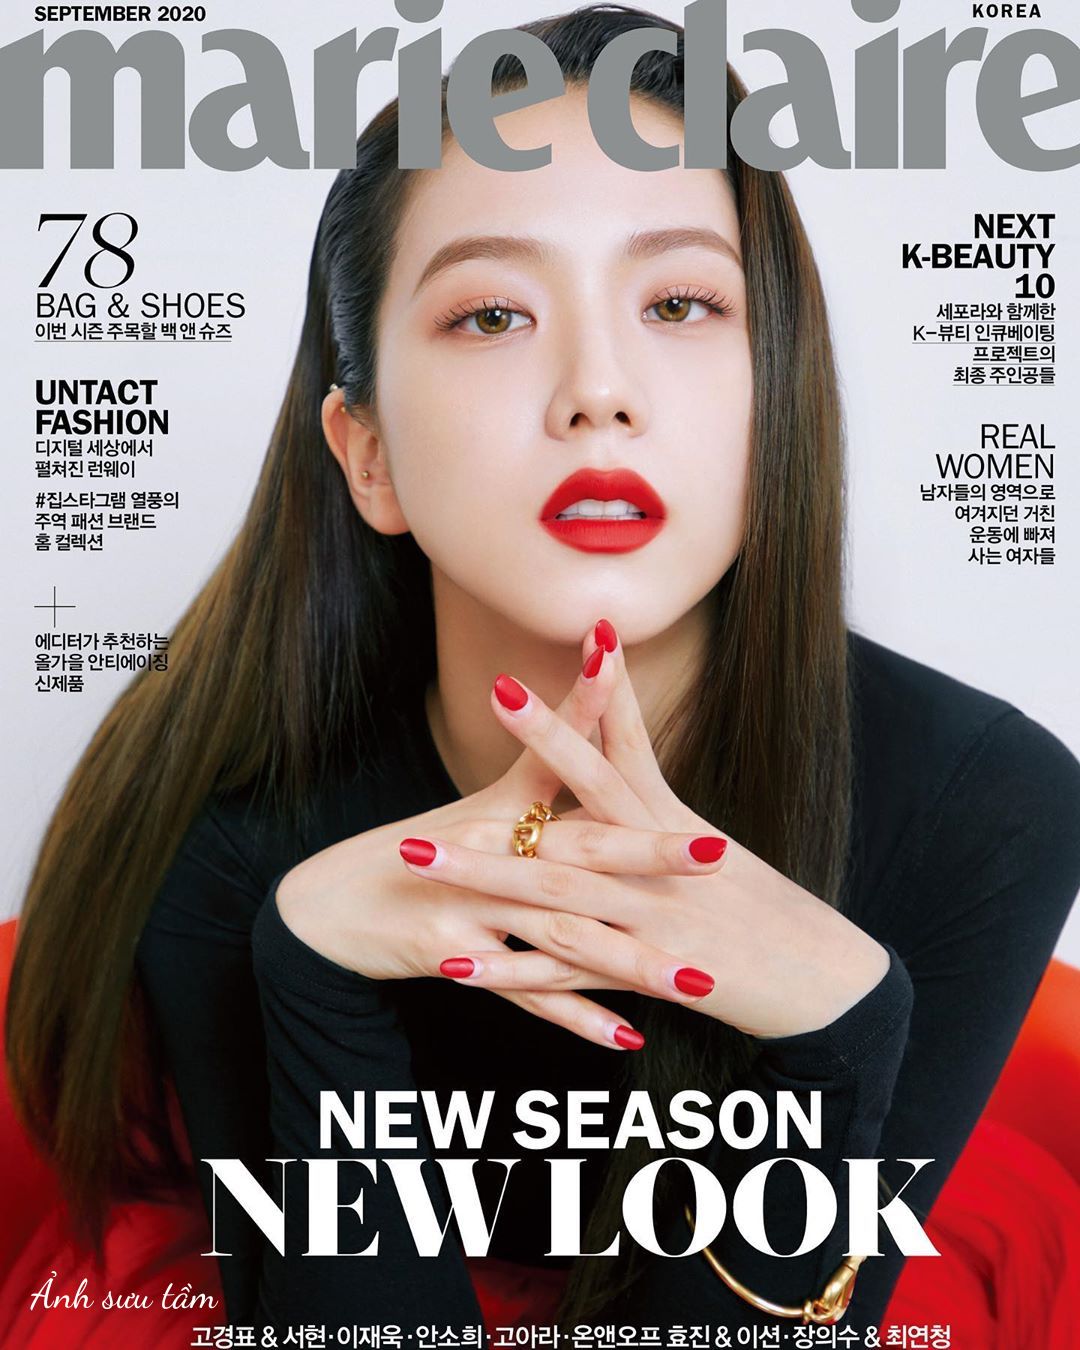 SEPTEMBER 2020
KOREA
marie claire
78
BAG & SHOES
이번 시즌 주목할 백 앤 슈즈
UNTACT
FASHION
디지털 세상에서
펼쳐진 런웨이
#집스타그램 열풍의
주역 패션 브랜드
홈 컬렉션
에디터가 추천하는
올가을 안티에이징
신제품
NEXT
K-BEAUTY
10
세포라와 함께한
K-뷰티 인큐베이팅
프로젝트의
최종 주인공들
REAL
WOMEN
남자들의 영역으로
여겨지던 거친
운동에 빠져
사는 여자들
NEW SEASON
NEW LOOK
Ảnh sưu tầm
고경표 & 서현·이재욱·안소희·고아라·온앤오프 효진 & 이션·장의수 & 최연청